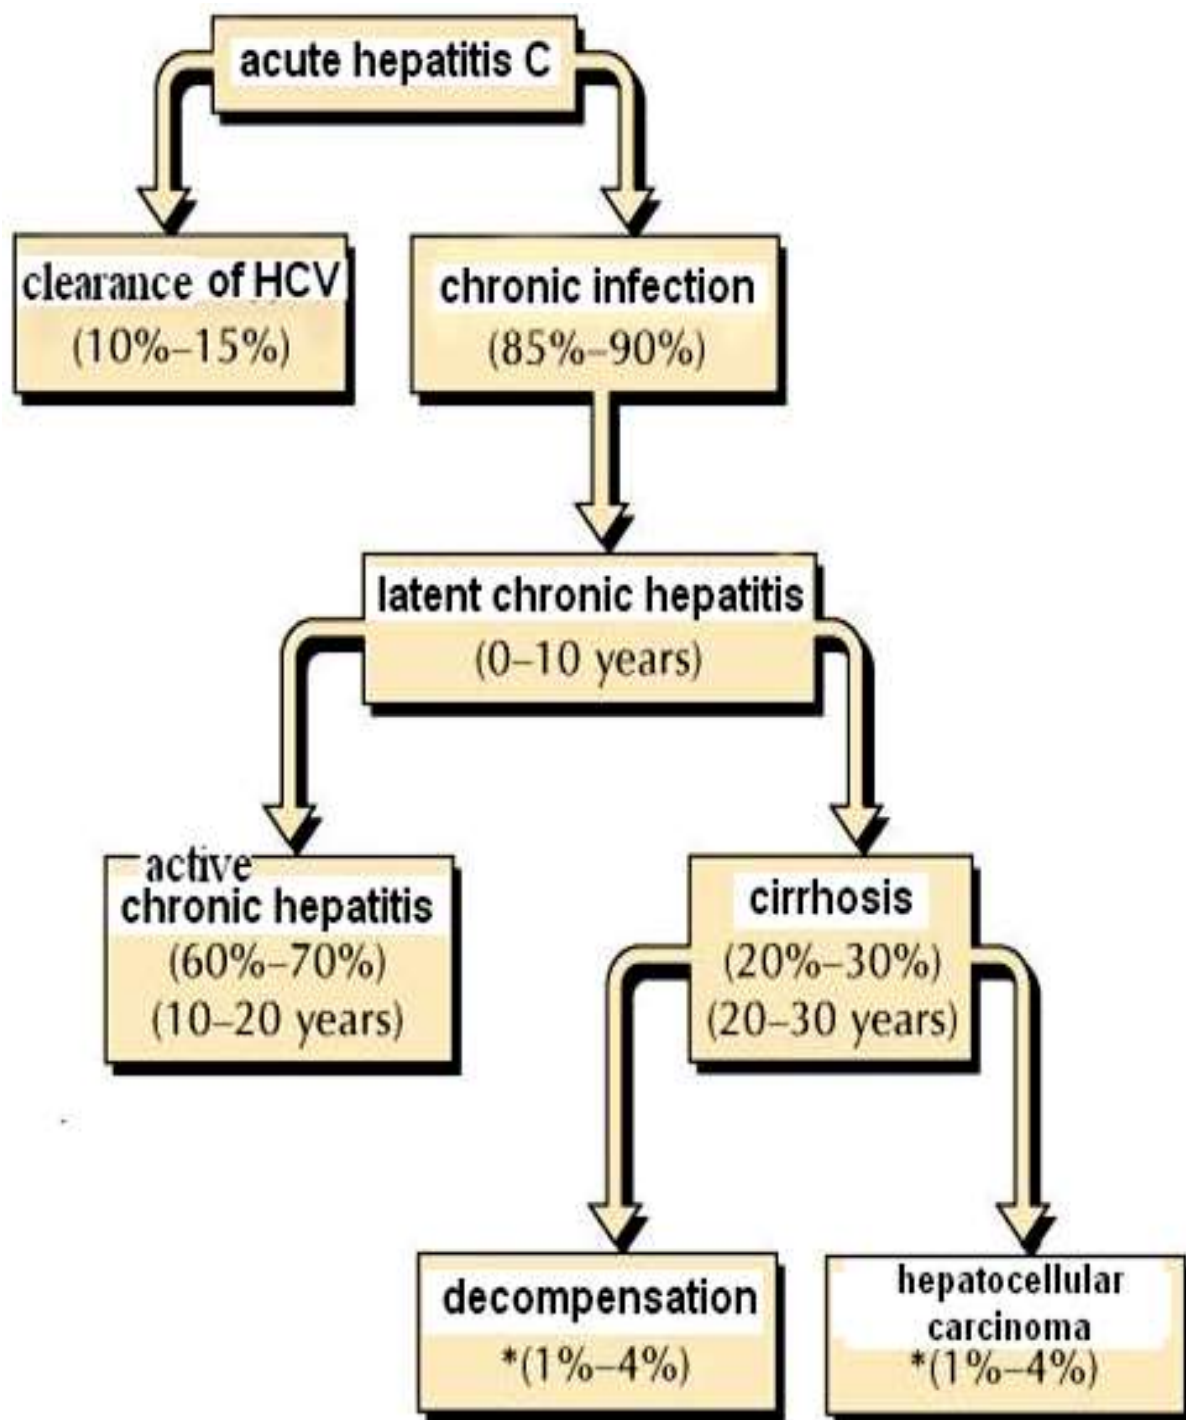 acute hepatitis C
clearance of HCV
(10%–15%)
chronic infection
(85%–90%)
latent chronic hepatitis
(0–10 years)
active
chronic hepatitis
(60%–70%)
(10–20 years)
cirrhosis
(20%–30%)
(20–30 years)
decompensation
*(1%–4%)
hepatocellular
carcinoma
*(1%–4%)